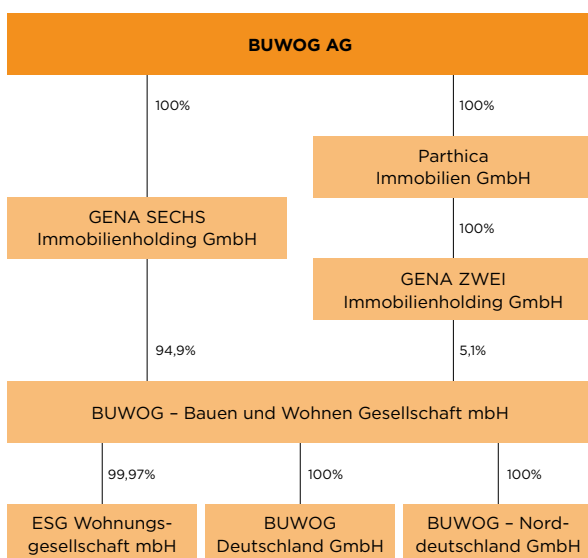 BUWOG AG
100%
100%
Parthica
Immobilien GmbH
GENA SECHS
Immobilienholding GmbH
100%
GENA ZWEI
Immobilienholding GmbH
94,9%
5,1%
BUWOG – Bauen und Wohnen Gesellschaft mbH
99,97%
100%
100%
ESG Wohnungs-
gesellschaft mbH
BUWOG
Deutschland GmbH
BUWOG – Nord-
deutschland GmbH